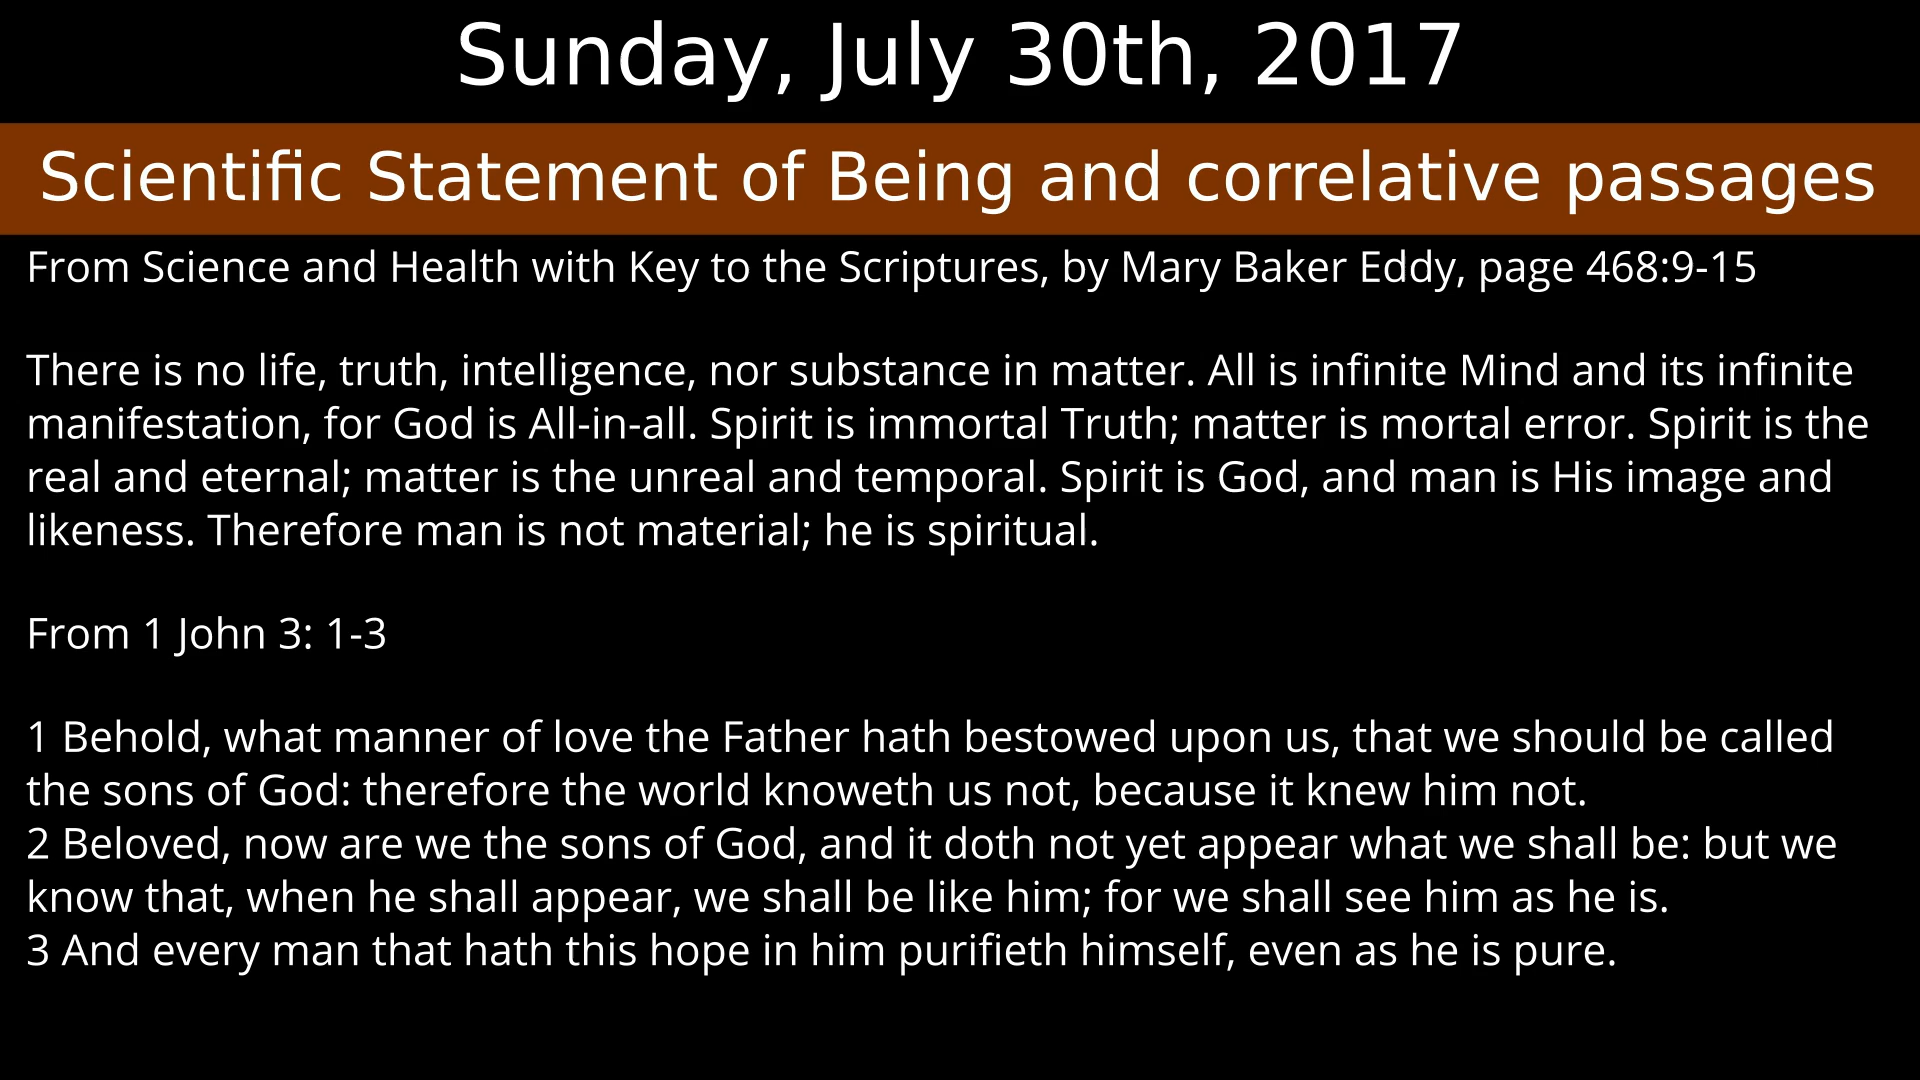 Sunday, July 30th, 2017
Scientific Statement of Being and correlative passages
From Science and Health with Key to the Scriptures, by Mary Baker Eddy, page 468:9-15
There is no life, truth, intelligence, nor substance in matter. All is infinite Mind and its infinite
manifestation, for God is All-in-all. Spirit is immortal Truth; matter is mortal error. Spirit is the
real and eternal; matter is the unreal and temporal. Spirit is God, and man is His image and
likeness. Therefore man is not material; he is spiritual.
From 1 John 3: 1-3
1 Behold, what manner of love the Father hath bestowed upon us, that we should be called
the sons of God: therefore the world knoweth us not, because it knew him not.
2 Beloved, now are we the sons of God, and it doth not yet appear what we shall be: but we
know that, when he shall appear, we shall be like him; for we shall see him as he is.
3 And every man that hath this hope in him purifieth himself, even as he is pure.